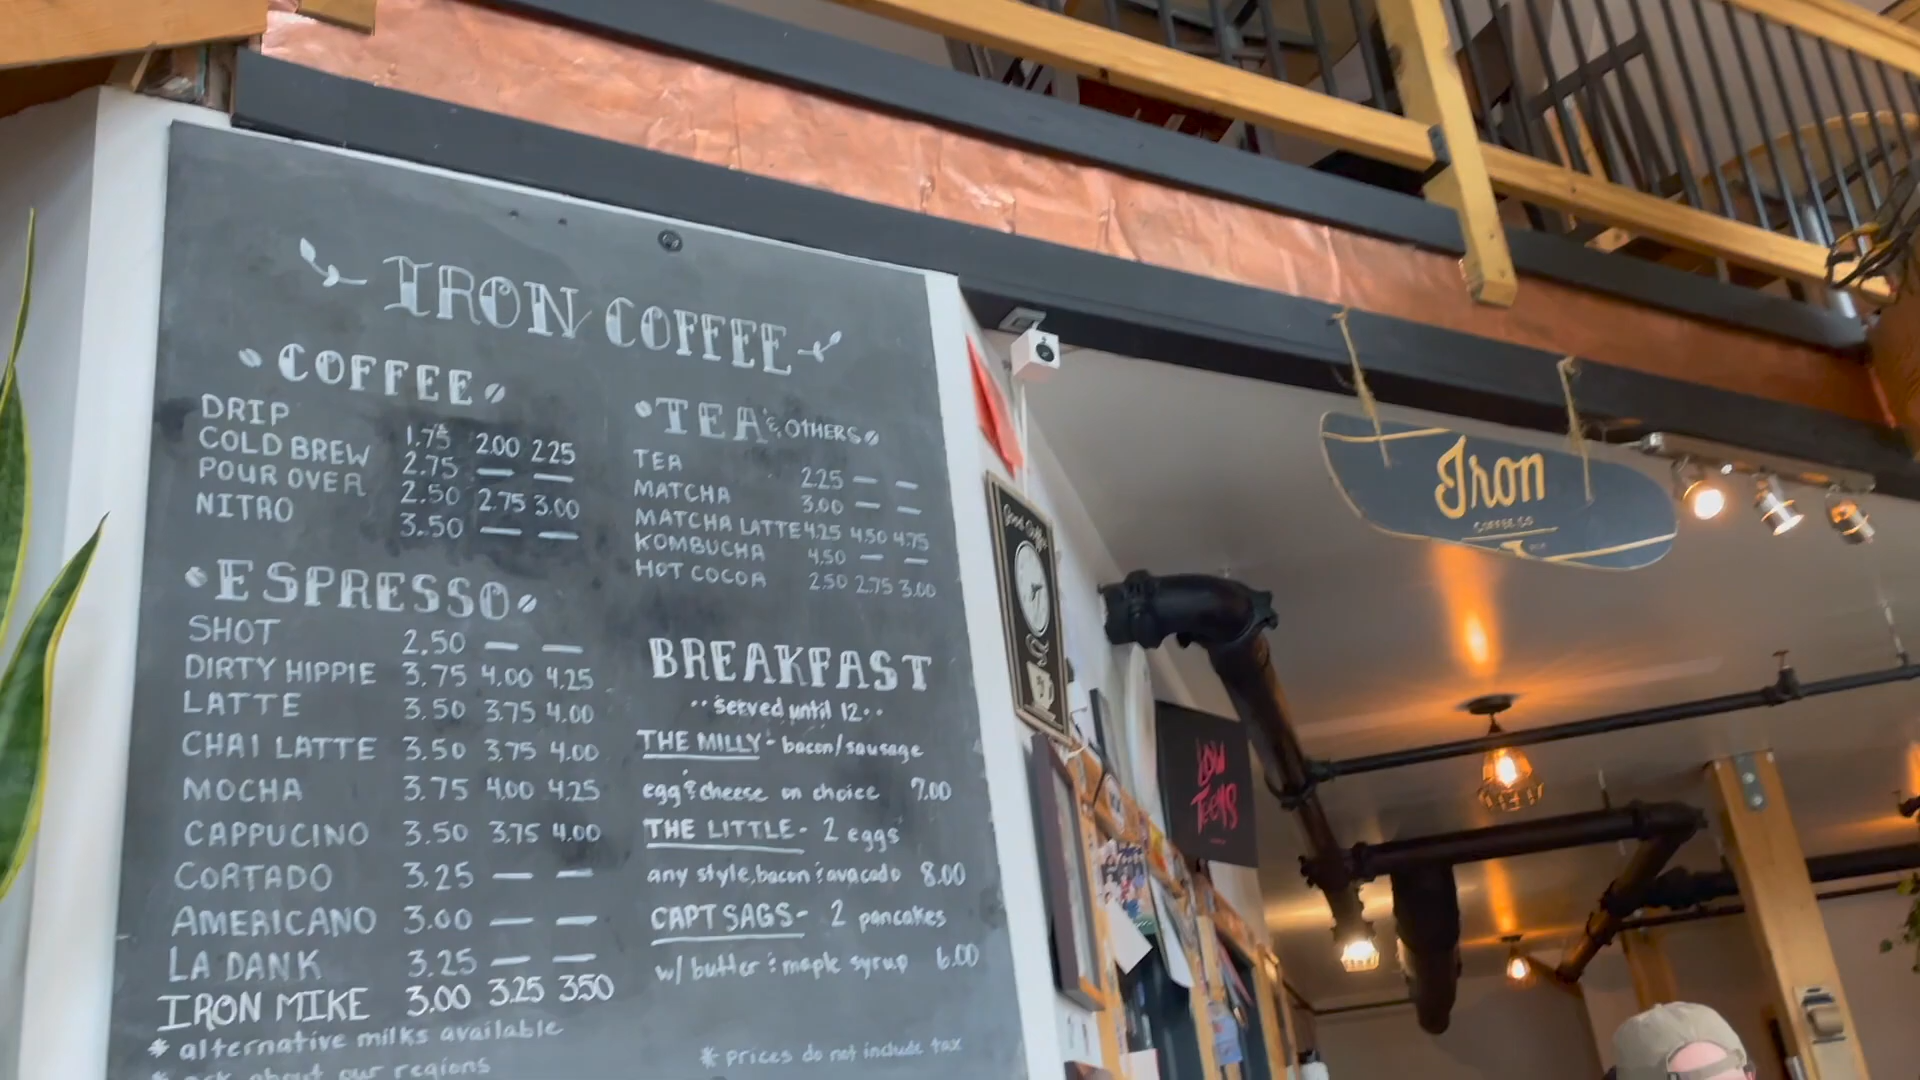 IRON COFFEE
COFFEE
DRIP 1.75 2.00 2.25
COLD BREW 2.75 — —
POUR OVER 2.50 2.75 3.00
NITRO 3.50 — —
ESPRESSO
SHOT 2.50 — —
DIRTY HIPPIE 3.75 4.00 4.25
LATTE 3.50 3.75 4.00
CHAI LATTE 3.50 3.75 4.00
MOCHA 3.75 4.00 4.25
CAPPUCINO 3.50 3.75 4.00
CORTADO 3.25 — —
AMERICANO 3.00 — —
LA DANK 3.25 — —
IRON MIKE 3.00 3.25 3.50
* alternative milks available
* ask about our regions
TEA & OTHERS
TEA 2.25 — —
MATCHA 3.00 — —
MATCHA LATTE 4.25 4.50 4.75
KOMBUCHA 4.50 — —
HOT COCOA 2.50 2.75 3.00
BREAKFAST
·· served until 12 ··
THE MILLY - bacon/sausage
egg & cheese on choice 7.00
THE LITTLE - 2 eggs
any style, bacon & avacado 8.00
CAPT SAGS - 2 pancakes
w/ butter & maple syrup 6.00
* prices do not include tax
Iron
COFFEE CO
LOW
TEENS